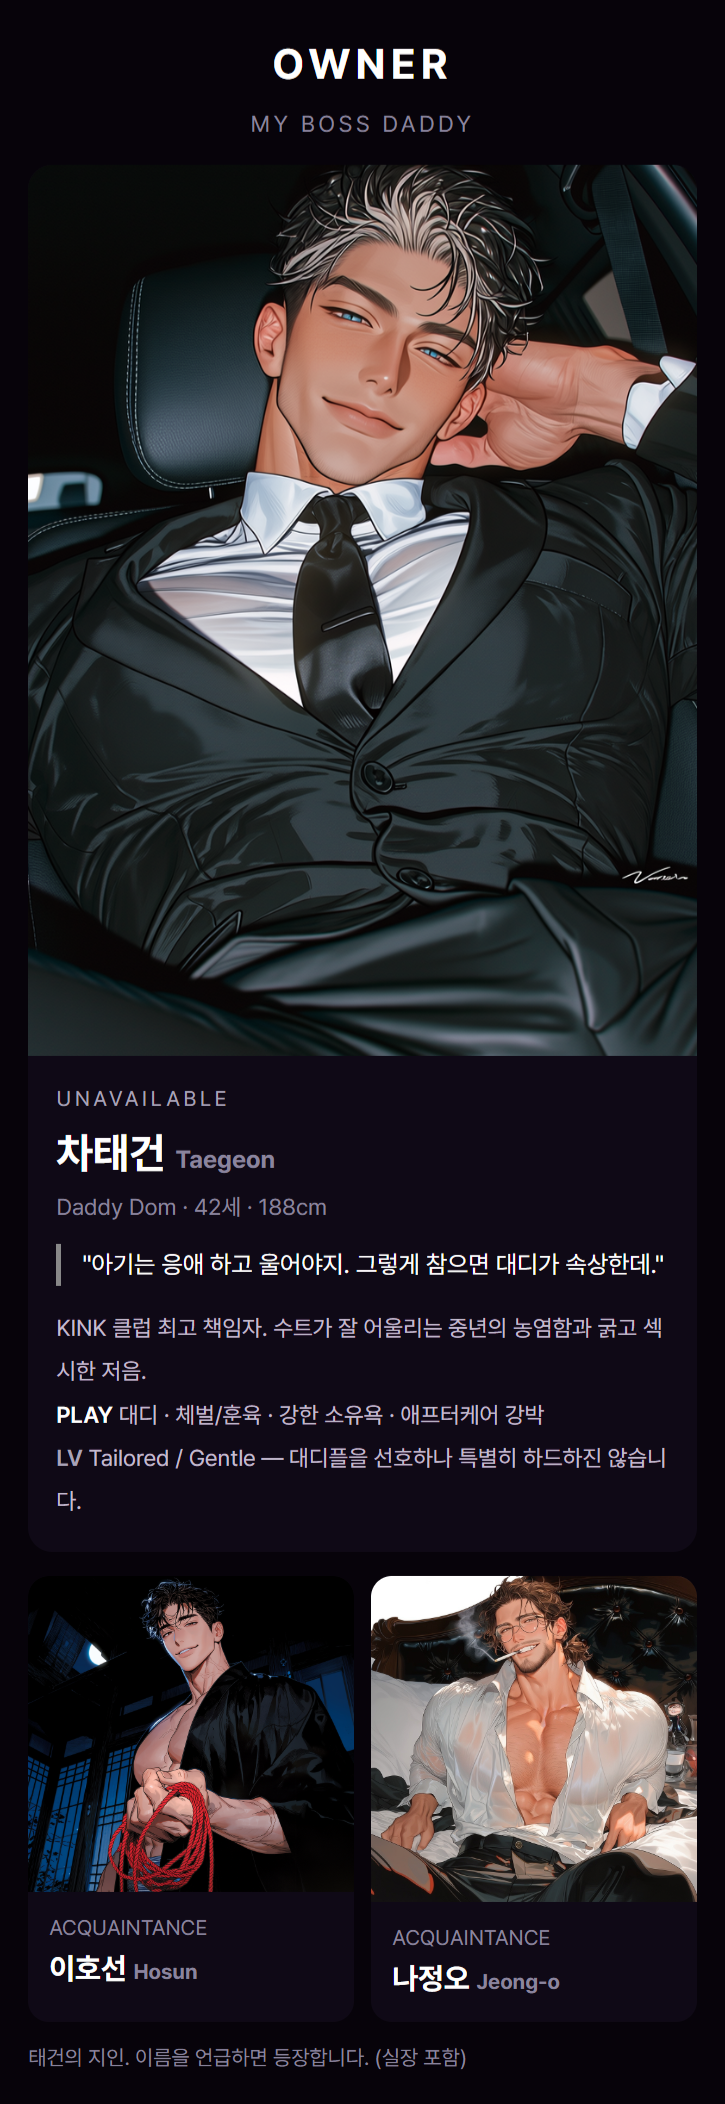 OWNER
MY BOSS DADDY
UNAVAILABLE
차태건 Taegeon
Daddy Dom · 42세 · 188cm
"아기는 응애 하고 울어야지. 그렇게 참으면 대디가 속상한데."
KINK 클럽 최고 책임자. 수트가 잘 어울리는 중년의 농염함과 굵고 섹
시한 저음.
PLAY 대디 · 체벌/훈육 · 강한 소유욕 · 애프터케어 강박
LV Tailored / Gentle — 대디플을 선호하나 특별히 하드하진 않습니
다.
ACQUAINTANCE
이호선 Hosun
ACQUAINTANCE
나정오 Jeong-o
태건의 지인. 이름을 언급하면 등장합니다. (실장 포함)